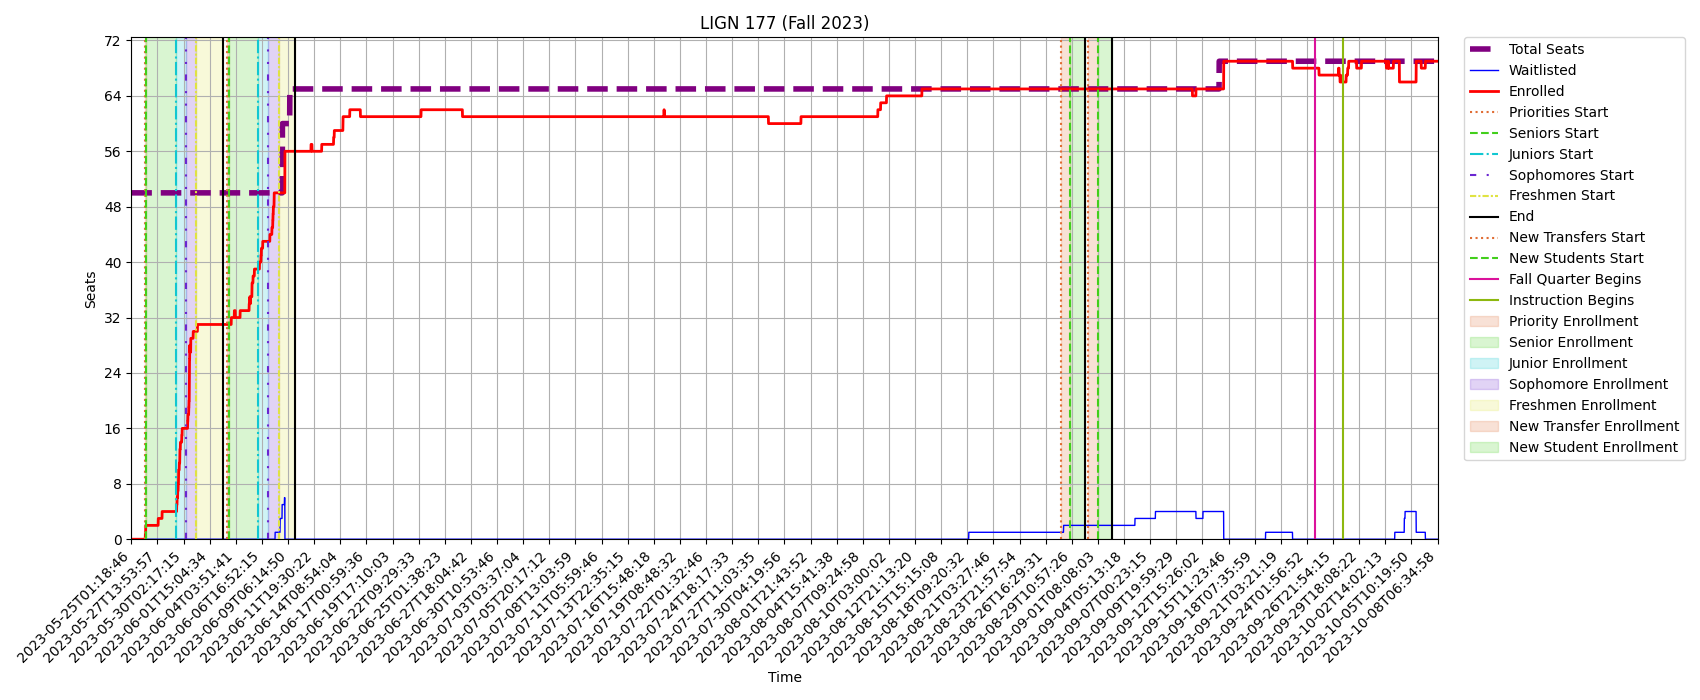 LIGN 177 (Fall 2023)
72
64
56
48
40
32
24
16
8
0
Seats
2023-05-25T01:18:46
2023-05-27T13:53:57
2023-05-30T02:17:15
2023-06-01T15:04:34
2023-06-04T03:51:41
2023-06-06T16:52:15
2023-06-09T06:14:50
2023-06-11T19:30:22
2023-06-14T08:54:04
2023-06-17T00:59:36
2023-06-19T17:10:03
2023-06-22T09:29:33
2023-06-25T01:38:23
2023-06-27T18:04:42
2023-06-30T10:53:46
2023-07-03T03:37:04
2023-07-05T20:17:12
2023-07-08T13:03:59
2023-07-11T05:59:46
2023-07-13T22:35:15
2023-07-16T15:48:18
2023-07-19T08:48:32
2023-07-22T01:32:46
2023-07-24T18:17:33
2023-07-27T11:03:35
2023-07-30T04:19:56
2023-08-01T21:43:52
2023-08-04T15:41:38
2023-08-07T09:24:58
2023-08-10T03:00:02
2023-08-12T21:13:20
2023-08-15T15:15:08
2023-08-18T09:20:32
2023-08-21T03:27:46
2023-08-23T21:57:54
2023-08-26T16:29:31
2023-08-29T10:57:26
2023-09-01T08:08:03
2023-09-04T05:13:18
2023-09-07T00:23:15
2023-09-09T19:59:29
2023-09-12T15:26:02
2023-09-15T11:23:46
2023-09-18T07:35:59
2023-09-21T03:21:19
2023-09-24T01:56:52
2023-09-26T21:54:15
2023-09-29T18:08:22
2023-10-02T14:02:13
2023-10-05T10:19:50
2023-10-08T06:34:58
Time
Total Seats
Waitlisted
Enrolled
Priorities Start
Seniors Start
Juniors Start
Sophomores Start
Freshmen Start
End
New Transfers Start
New Students Start
Fall Quarter Begins
Instruction Begins
Priority Enrollment
Senior Enrollment
Junior Enrollment
Sophomore Enrollment
Freshmen Enrollment
New Transfer Enrollment
New Student Enrollment